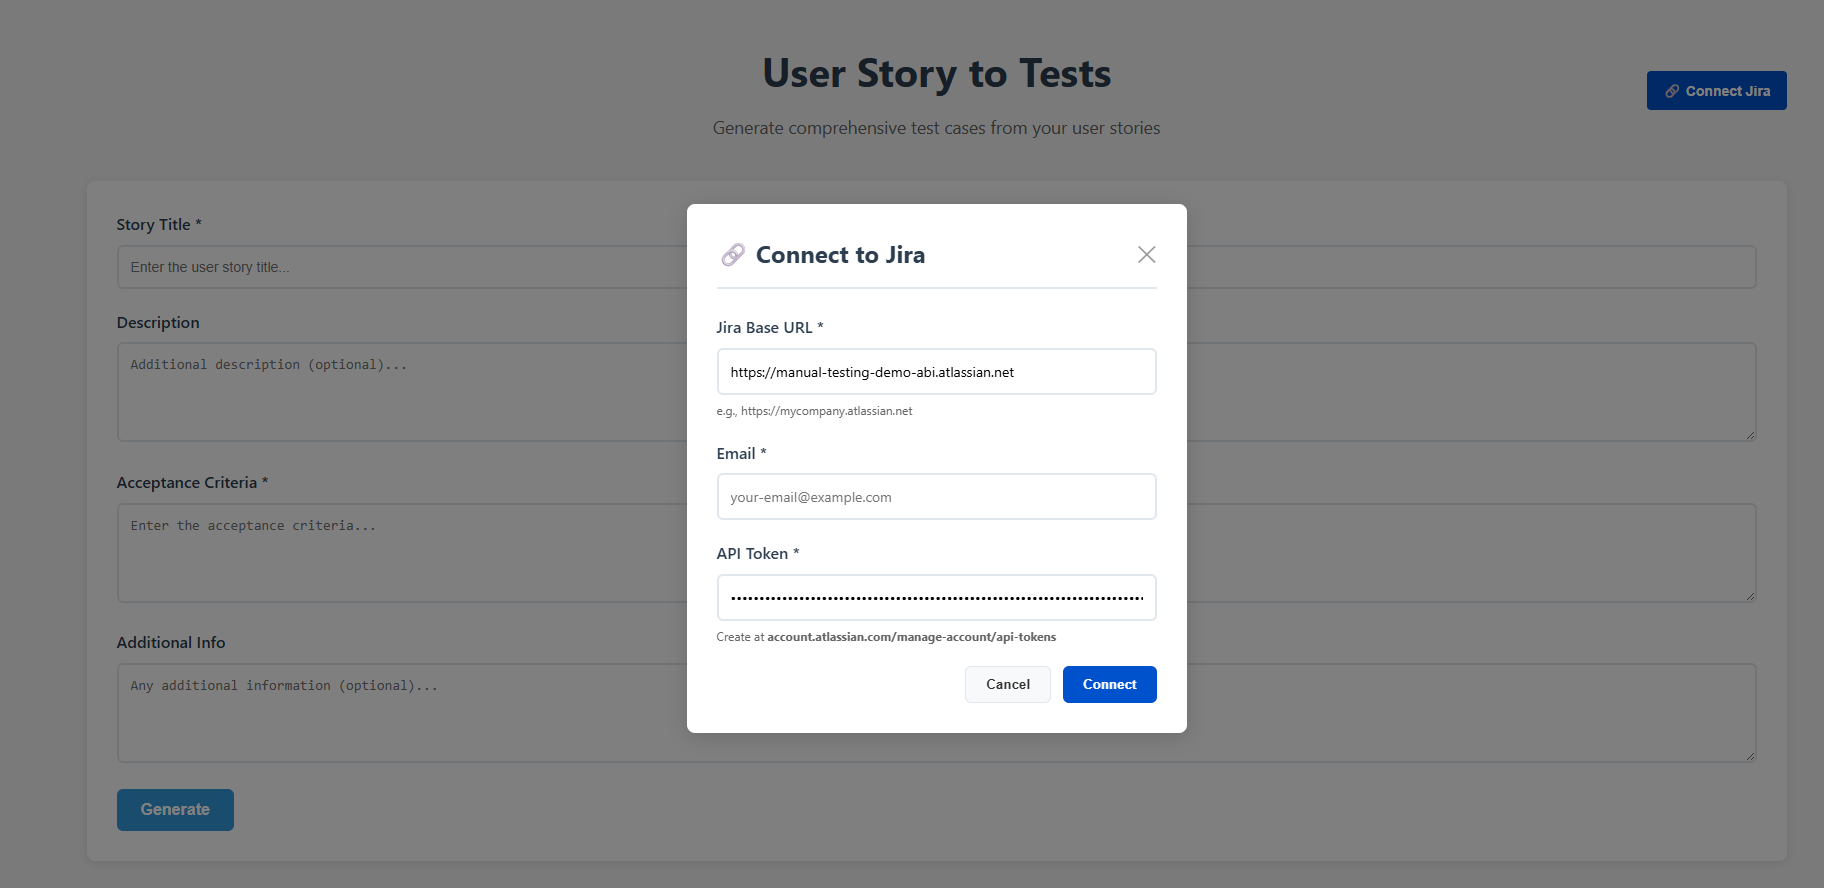 User Story to Tests
Generate comprehensive test cases from your user stories
Connect Jira
Story Title *
Enter the user story title...
Description
Additional description (optional)...
Acceptance Criteria *
Enter the acceptance criteria...
Additional Info
Any additional information (optional)...
Generate
Connect to Jira
Jira Base URL *
https://manual-testing-demo-abi.atlassian.net
e.g., https://mycompany.atlassian.net
Email *
your-email@example.com
API Token *
Create at account.atlassian.com/manage-account/api-tokens
Cancel
Connect